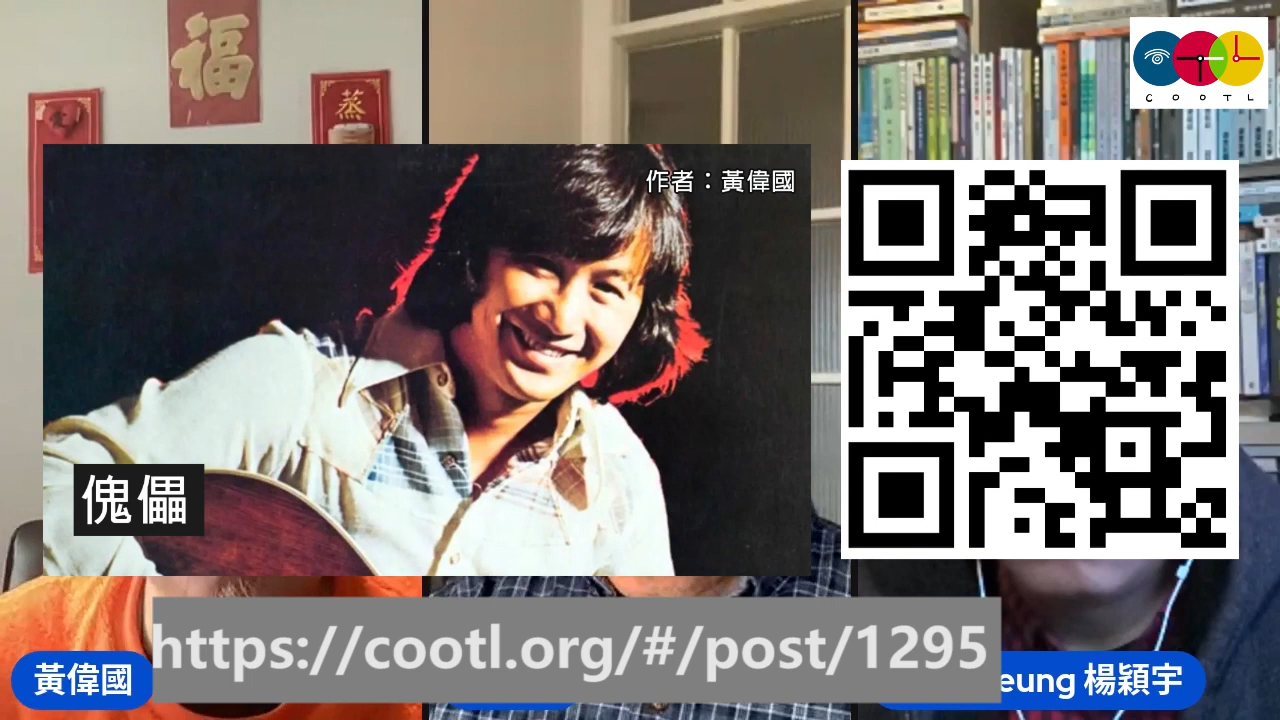 福
蒸
COOTL
作者：黃偉國
傀儡
https://cootl.org/#/post/1295
黃偉國
eung 楊穎宇